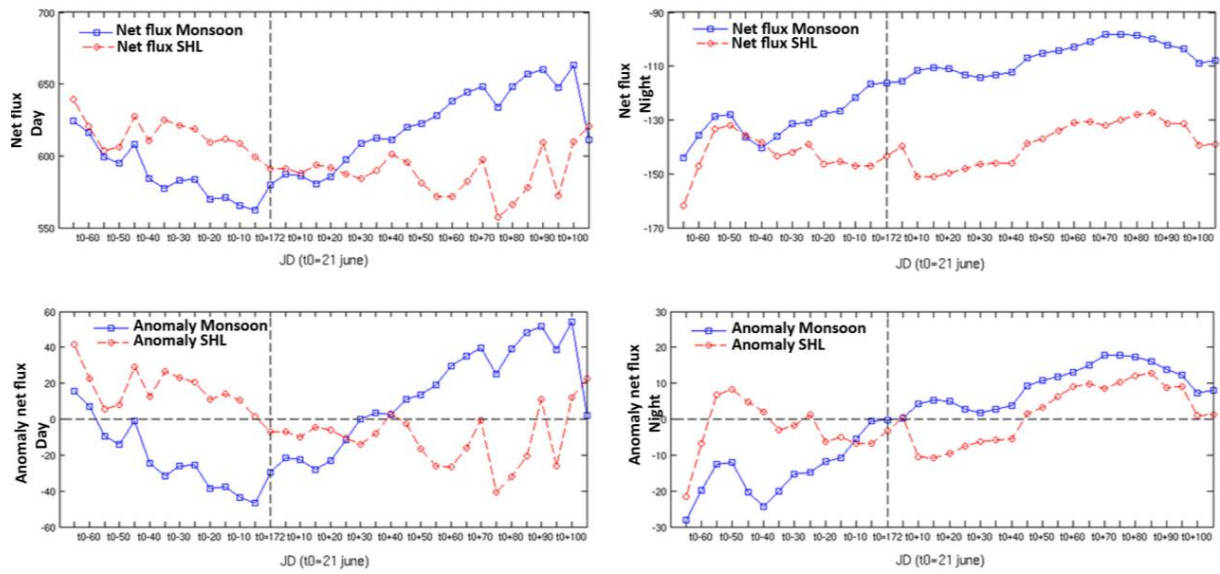 700
650
600
550
Net flux
Day
Net flux Monsoon
Net flux SHL
t0-60 t0-50 t0-40 t0-30 t0-20 t0-10 t0=172 t0+10 t0+20 t0+30 t0+40 t0+50 t0+60 t0+70 t0+80 t0+90 t0+100
JD (t0=21 june)
-90
-110
-130
-150
-170
Net flux
Night
Net flux Monsoon
Net flux SHL
t0-60 t0-50 t0-40 t0-30 t0-20 t0-10 t0=172 t0+10 t0+20 t0+30 t0+40 t0+50 t0+60 t0+70 t0+80 t0+90 t0+100
JD (t0=21 june)
60
40
20
0
-20
-40
-60
Anomaly net flux
Day
Anomaly Monsoon
Anomaly SHL
t0-60 t0-50 t0-40 t0-30 t0-20 t0-10 t0=172 t0+10 t0+20 t0+30 t0+40 t0+50 t0+60 t0+70 t0+80 t0+90 t0+100
JD (t0=21 june)
30
20
10
0
-10
-20
-30
Anomaly net flux
Night
Anomaly Monsoon
Anomaly SHL
t0-60 t0-50 t0-40 t0-30 t0-20 t0-10 t0=172 t0+10 t0+20 t0+30 t0+40 t0+50 t0+60 t0+70 t0+80 t0+90 t0+100
JD (t0=21 june)